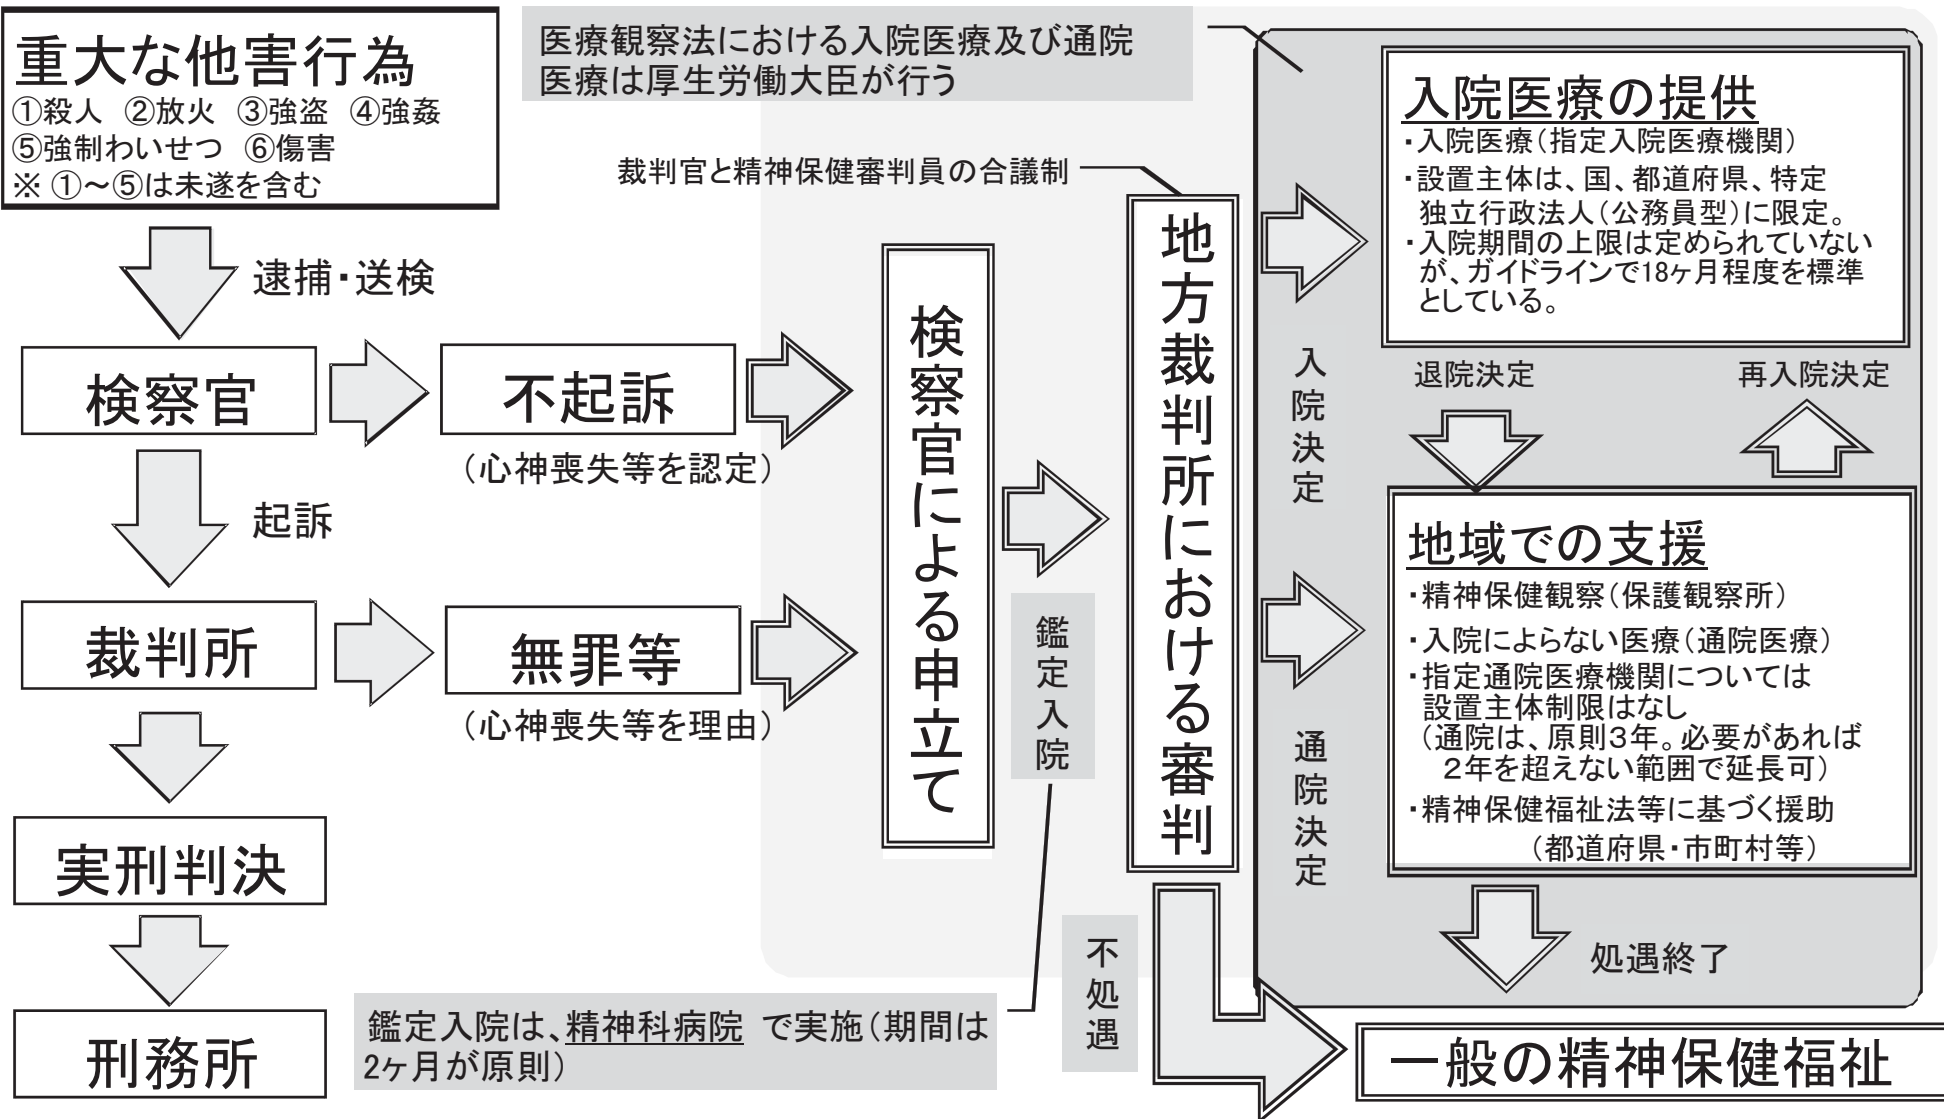 重大な他害行為
①殺人 ②放火 ③強盗 ④強姦
⑤強制わいせつ ⑥傷害
※ ①～⑤は未遂を含む
医療観察法における入院医療及び通院
医療は厚生労働大臣が行う
裁判官と精神保健審判員の合議制
逮捕・送検
検察官
不起訴
(心神喪失等を認定)
起訴
裁判所
無罪等
(心神喪失等を理由)
実刑判決
刑務所
検察官による申立て
鑑定入院
鑑定入院は、精神科病院 で実施(期間は
2ヶ月が原則)
地方裁判所における審判
入院決定
通院決定
不処遇
入院医療の提供
・入院医療(指定入院医療機関)
・設置主体は、国、都道府県、特定
独立行政法人(公務員型)に限定。
・入院期間の上限は定められていない
が、ガイドラインで18ヶ月程度を標準
としている。
退院決定
再入院決定
地域での支援
・精神保健観察(保護観察所)
・入院によらない医療(通院医療)
・指定通院医療機関については
設置主体制限はなし
(通院は、原則3年。必要があれば
2年を超えない範囲で延長可)
・精神保健福祉法等に基づく援助
(都道府県・市町村等)
処遇終了
一般の精神保健福祉